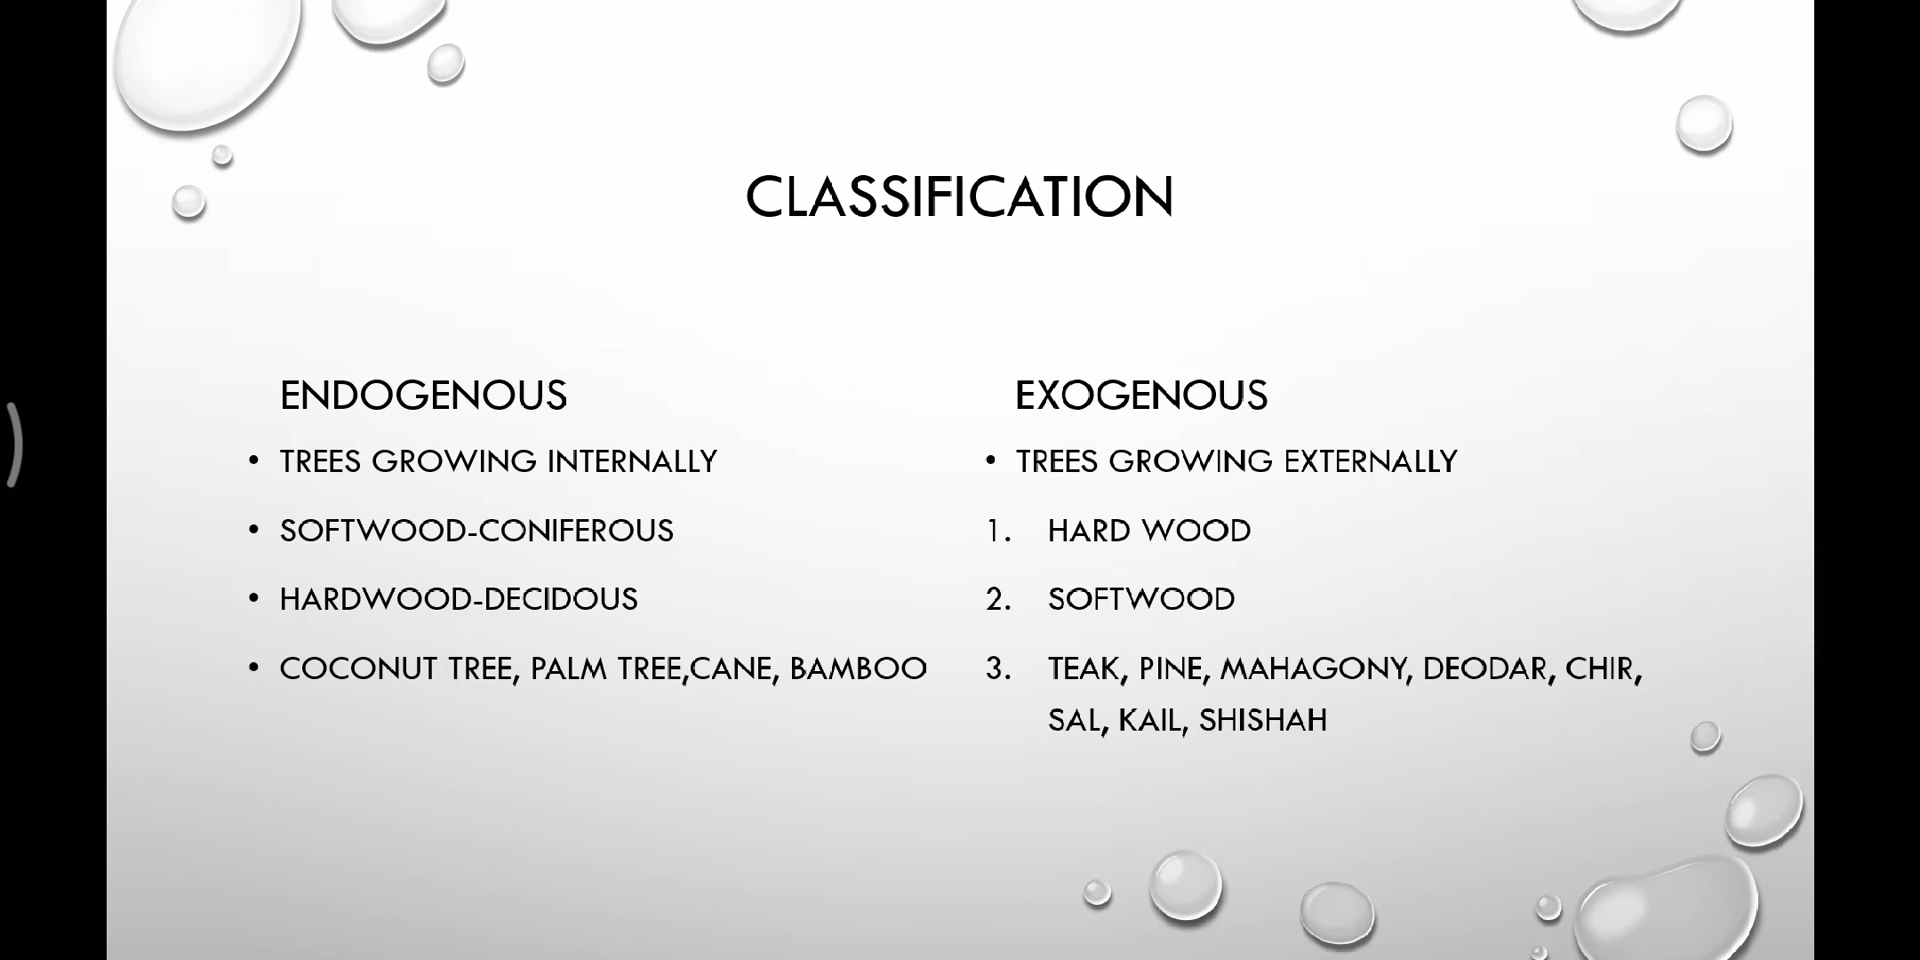 CLASSIFICATION
ENDOGENOUS
• TREES GROWING INTERNALLY
• SOFTWOOD-CONIFEROUS
• HARDWOOD-DECIDOUS
• COCONUT TREE, PALM TREE,CANE, BAMBOO
EXOGENOUS
• TREES GROWING EXTERNALLY
1. HARD WOOD
2. SOFTWOOD
3. TEAK, PINE, MAHAGONY, DEODAR, CHIR,
SAL, KAIL, SHISHAH